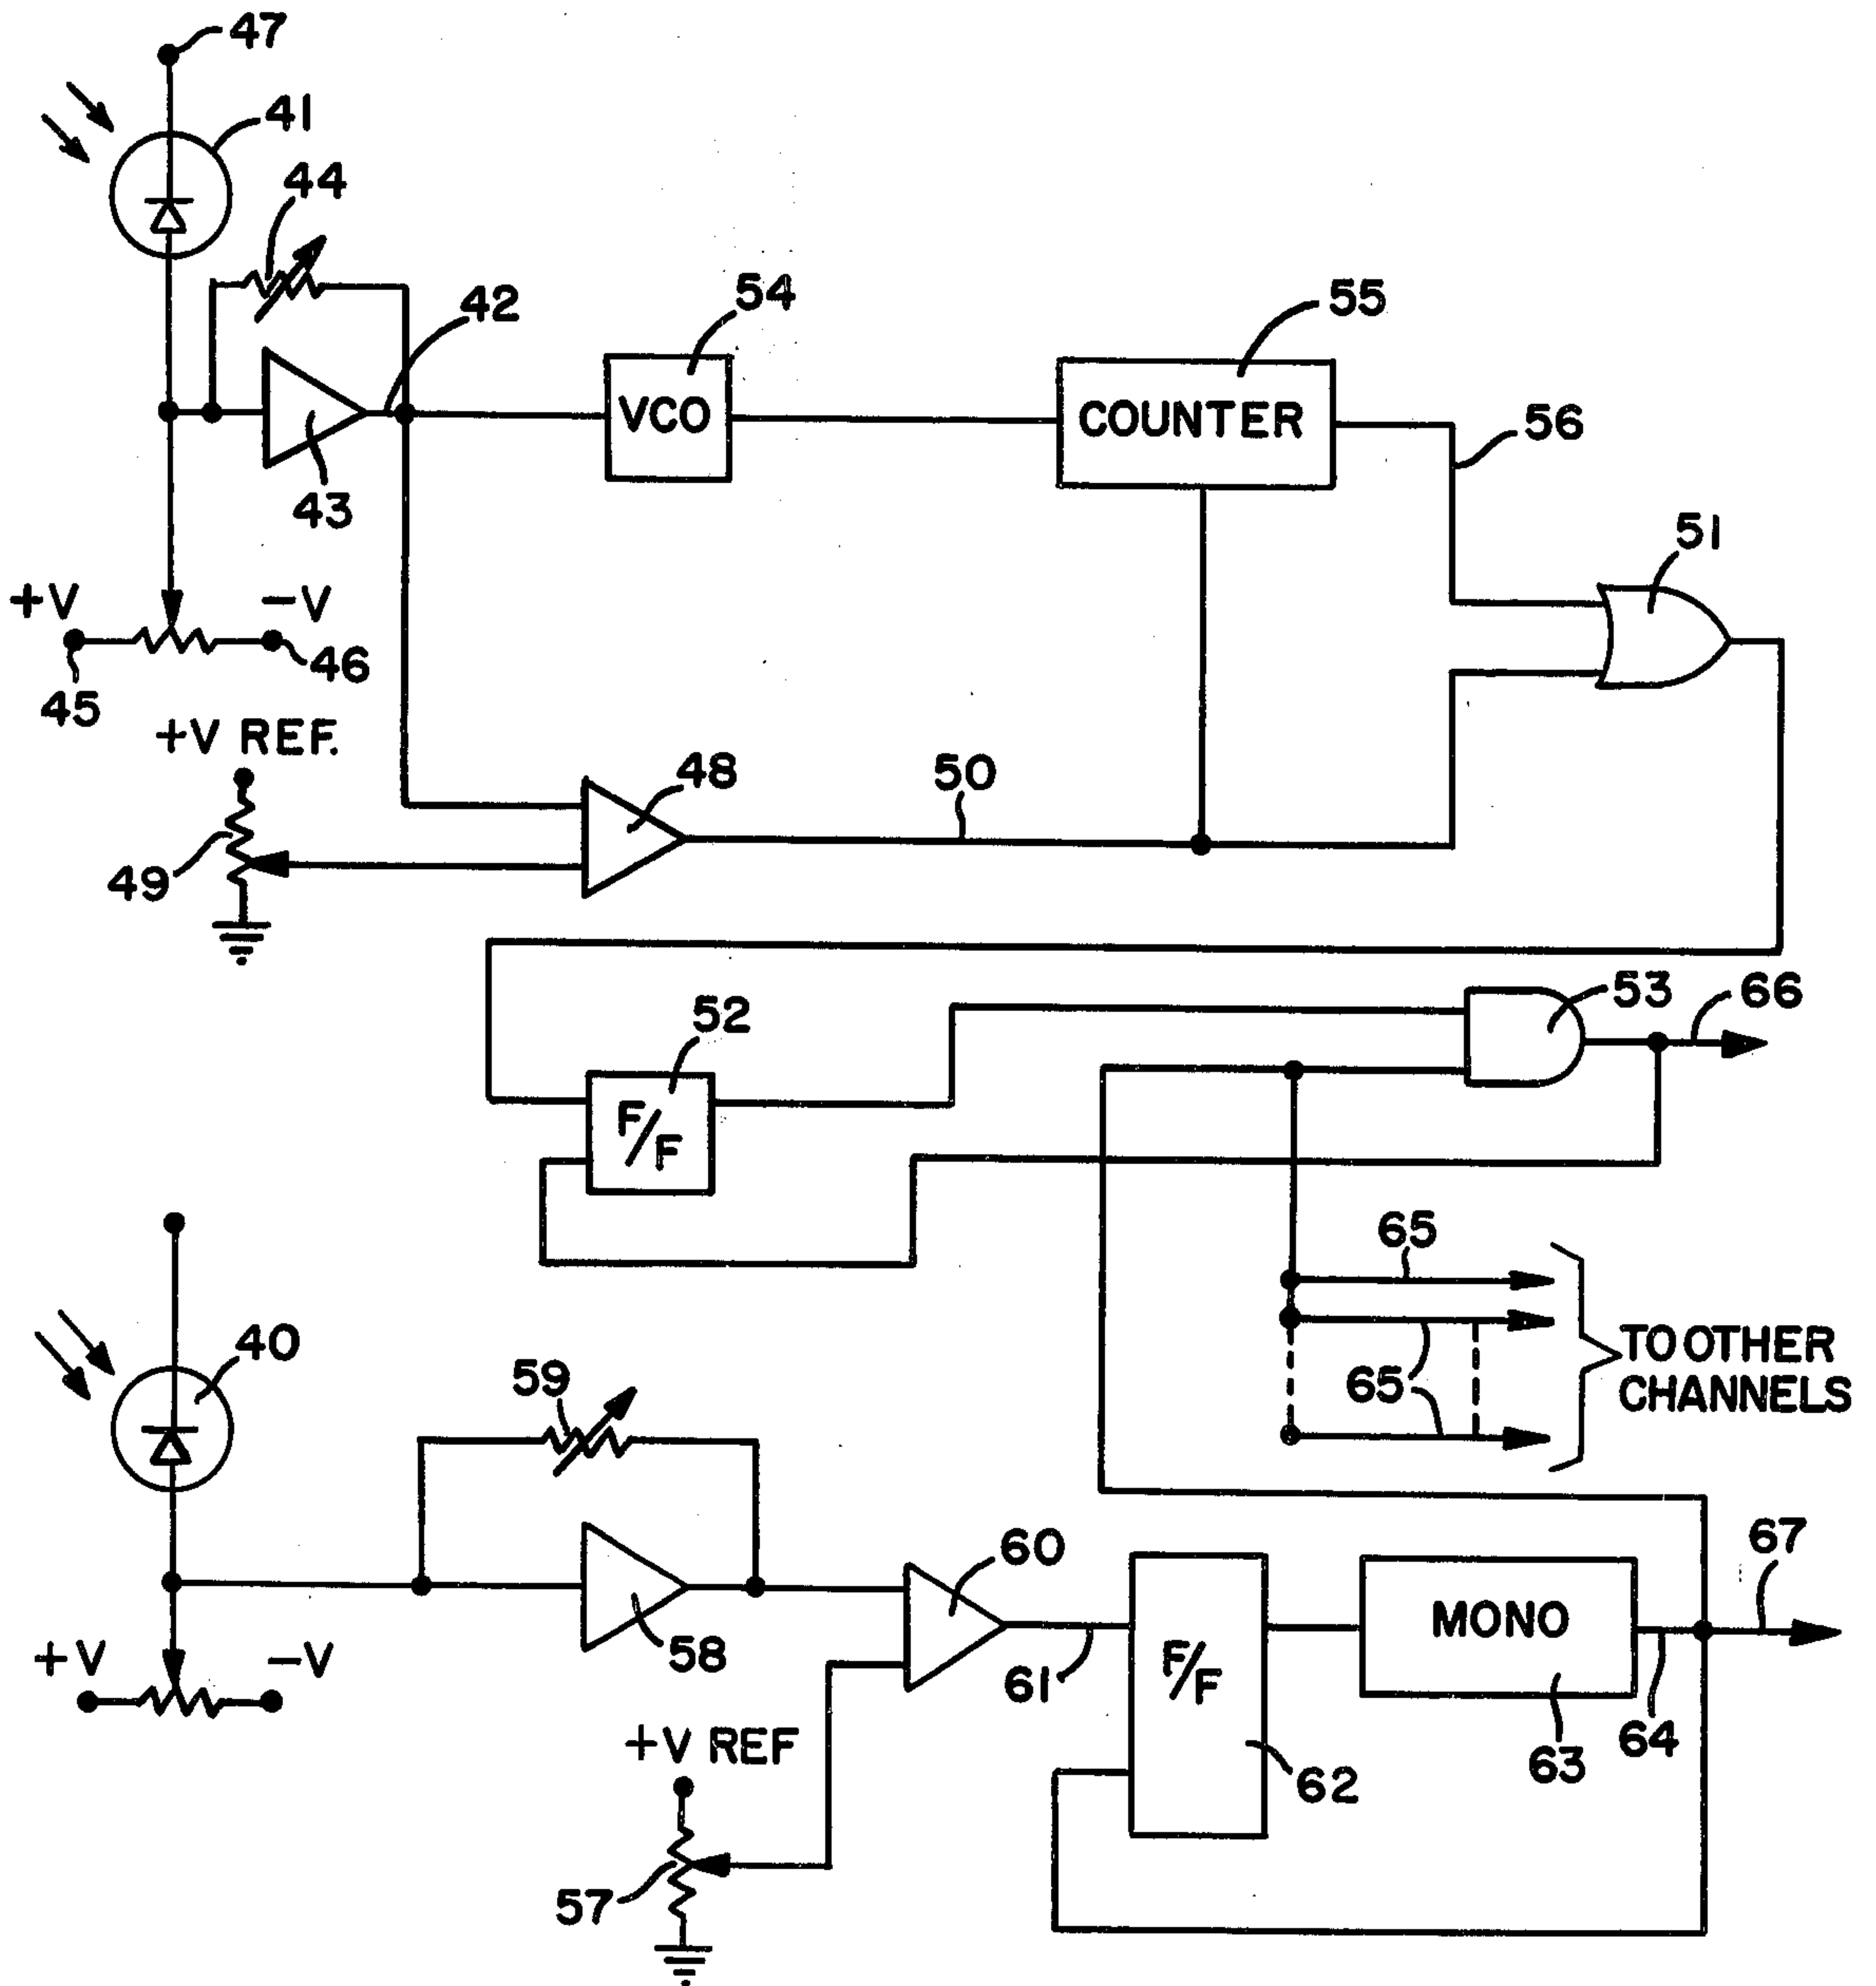 47
41
44
42
54
55
VCO
COUNTER
56
43
51
+V
-V
45
46
+V REF.
48
50
49
52
53
66
F/F
65
40
59
65
TO OTHER
CHANNELS
60
67
MONO
58
+V
-V
61
F/F
64
+V REF
63
62
57